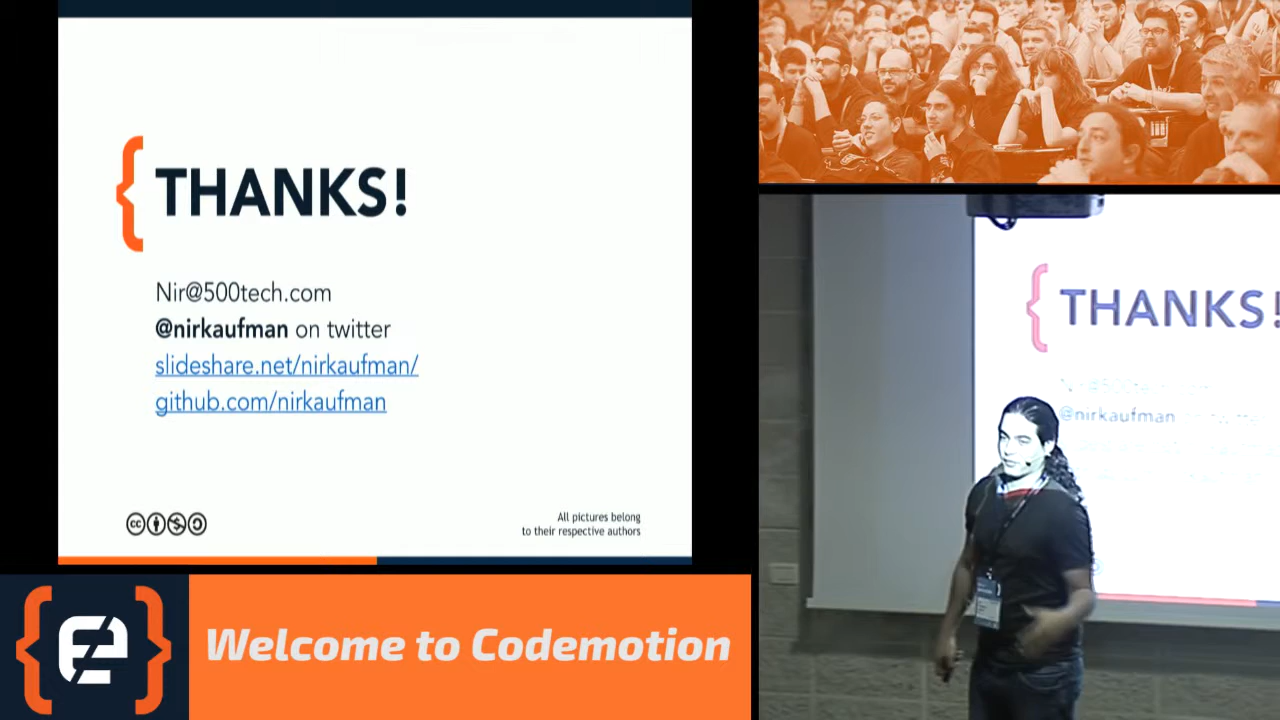 THANKS!
Nir@500tech.com
@nirkaufman on twitter
slideshare.net/nirkaufman/
github.com/nirkaufman
All pictures belong
to their respective authors
Welcome to Codemotion
THANKS!
@nirkaufman